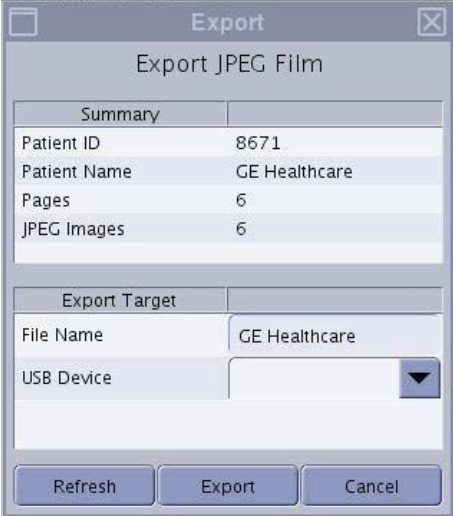 Export
Export JPEG Film
Summary
Patient ID 8671
Patient Name GE Healthcare
Pages 6
JPEG Images 6
Export Target
File Name GE Healthcare
USB Device
Refresh Export Cancel